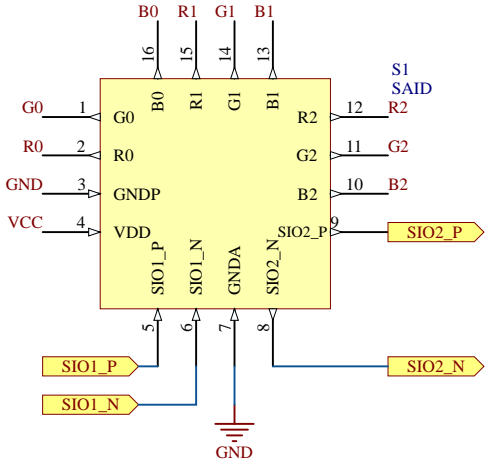 B0 R1 G1 B1
16 15 14 13
S1
SAID
B0 R1 G1 B1
G0 1 G0 R2 12 R2
R0 2 R0 G2 11 G2
GND 3 GNDP B2 10 B2
VCC 4 VDD SIO2_P 9 SIO2_P
SIO1_P SIO1_N GNDA SIO2_N
5 6 7 8
SIO1_P SIO2_N
SIO1_N
GND